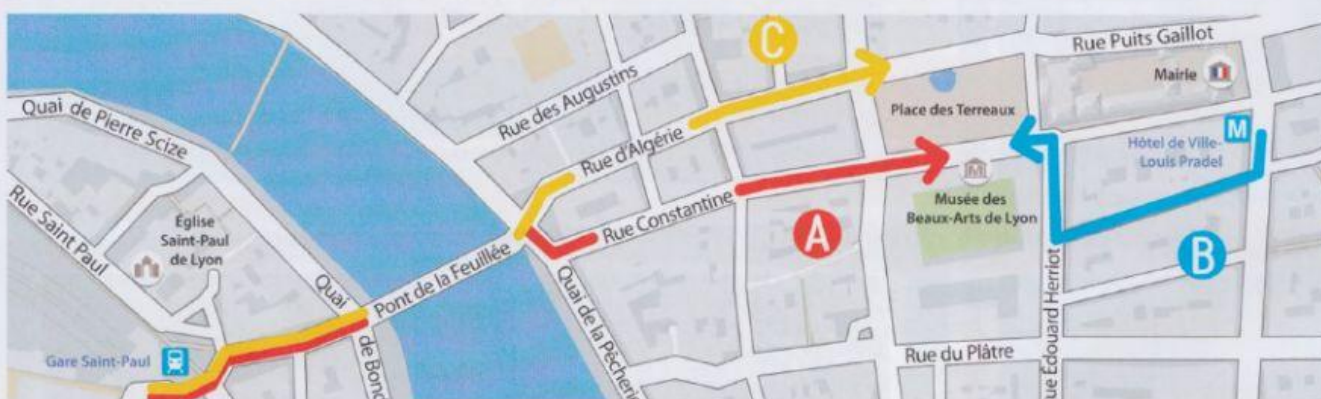 C
Rue Puits Gaillot
Mairie
Quai de Pierre Scize
Rue des Augustins
Place des Terreaux
Rue d'Algérie
M
Hôtel de Ville-
Louis Pradel
Rue Saint Paul
Église
Saint-Paul
de Lyon
Rue Constantine
Musée des
Beaux-Arts de Lyon
A
B
Pont de la Feuillée
Quai de la Pêcherie
Quai
de Bond
Rue Édouard Herriot
Gare Saint-Paul
Rue du Plâtre